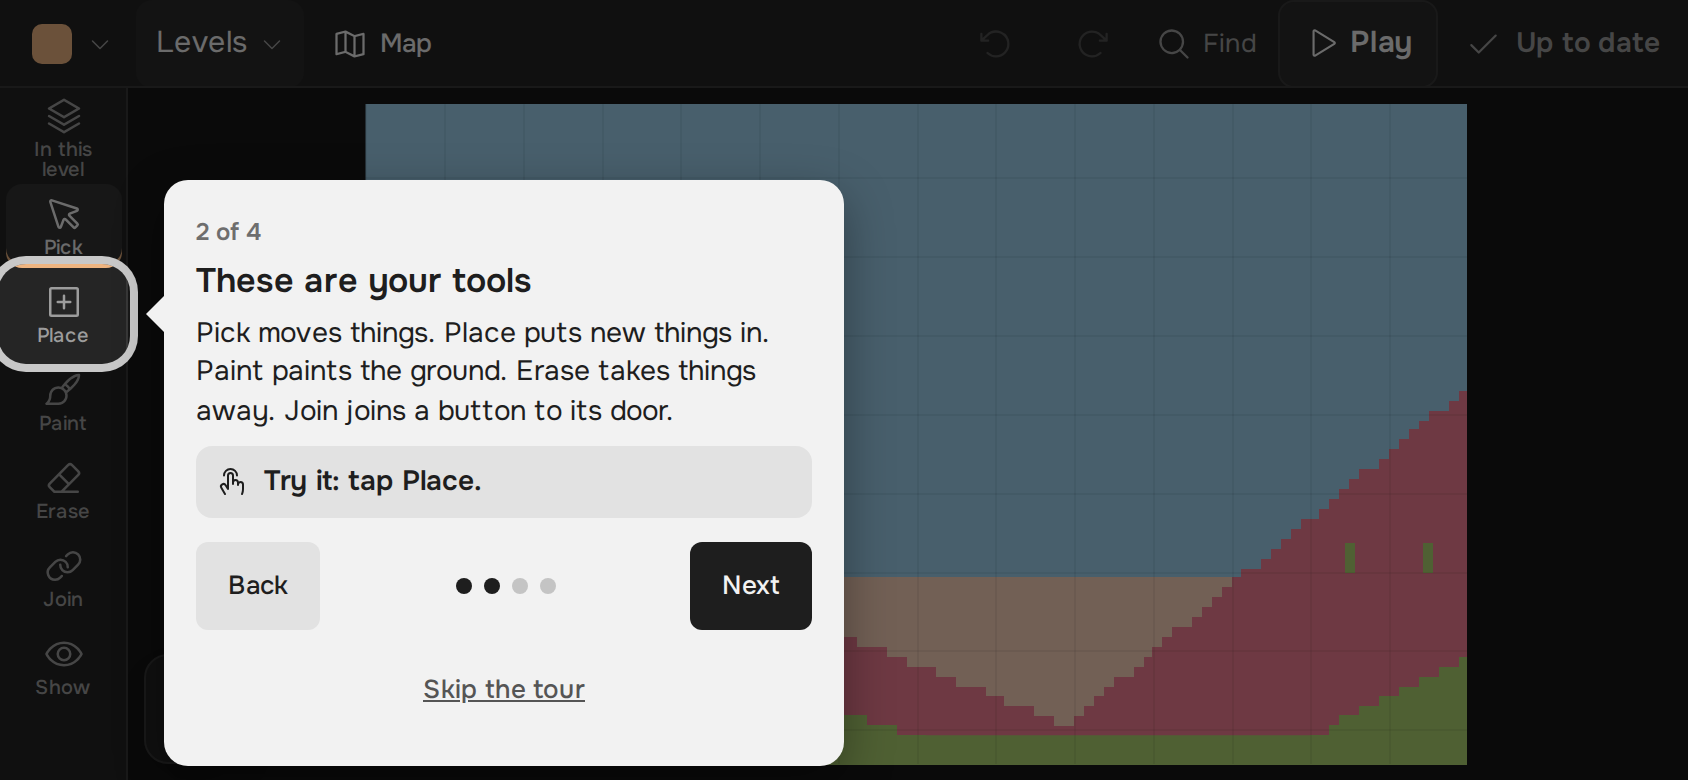 Levels
Map
Find
Play
Up to date
In this
level
Pick
Place
Paint
Erase
Join
Show
2 of 4
These are your tools
Pick moves things. Place puts new things in.
Paint paints the ground. Erase takes things
away. Join joins a button to its door.
Try it: tap Place.
Back
Next
Skip the tour